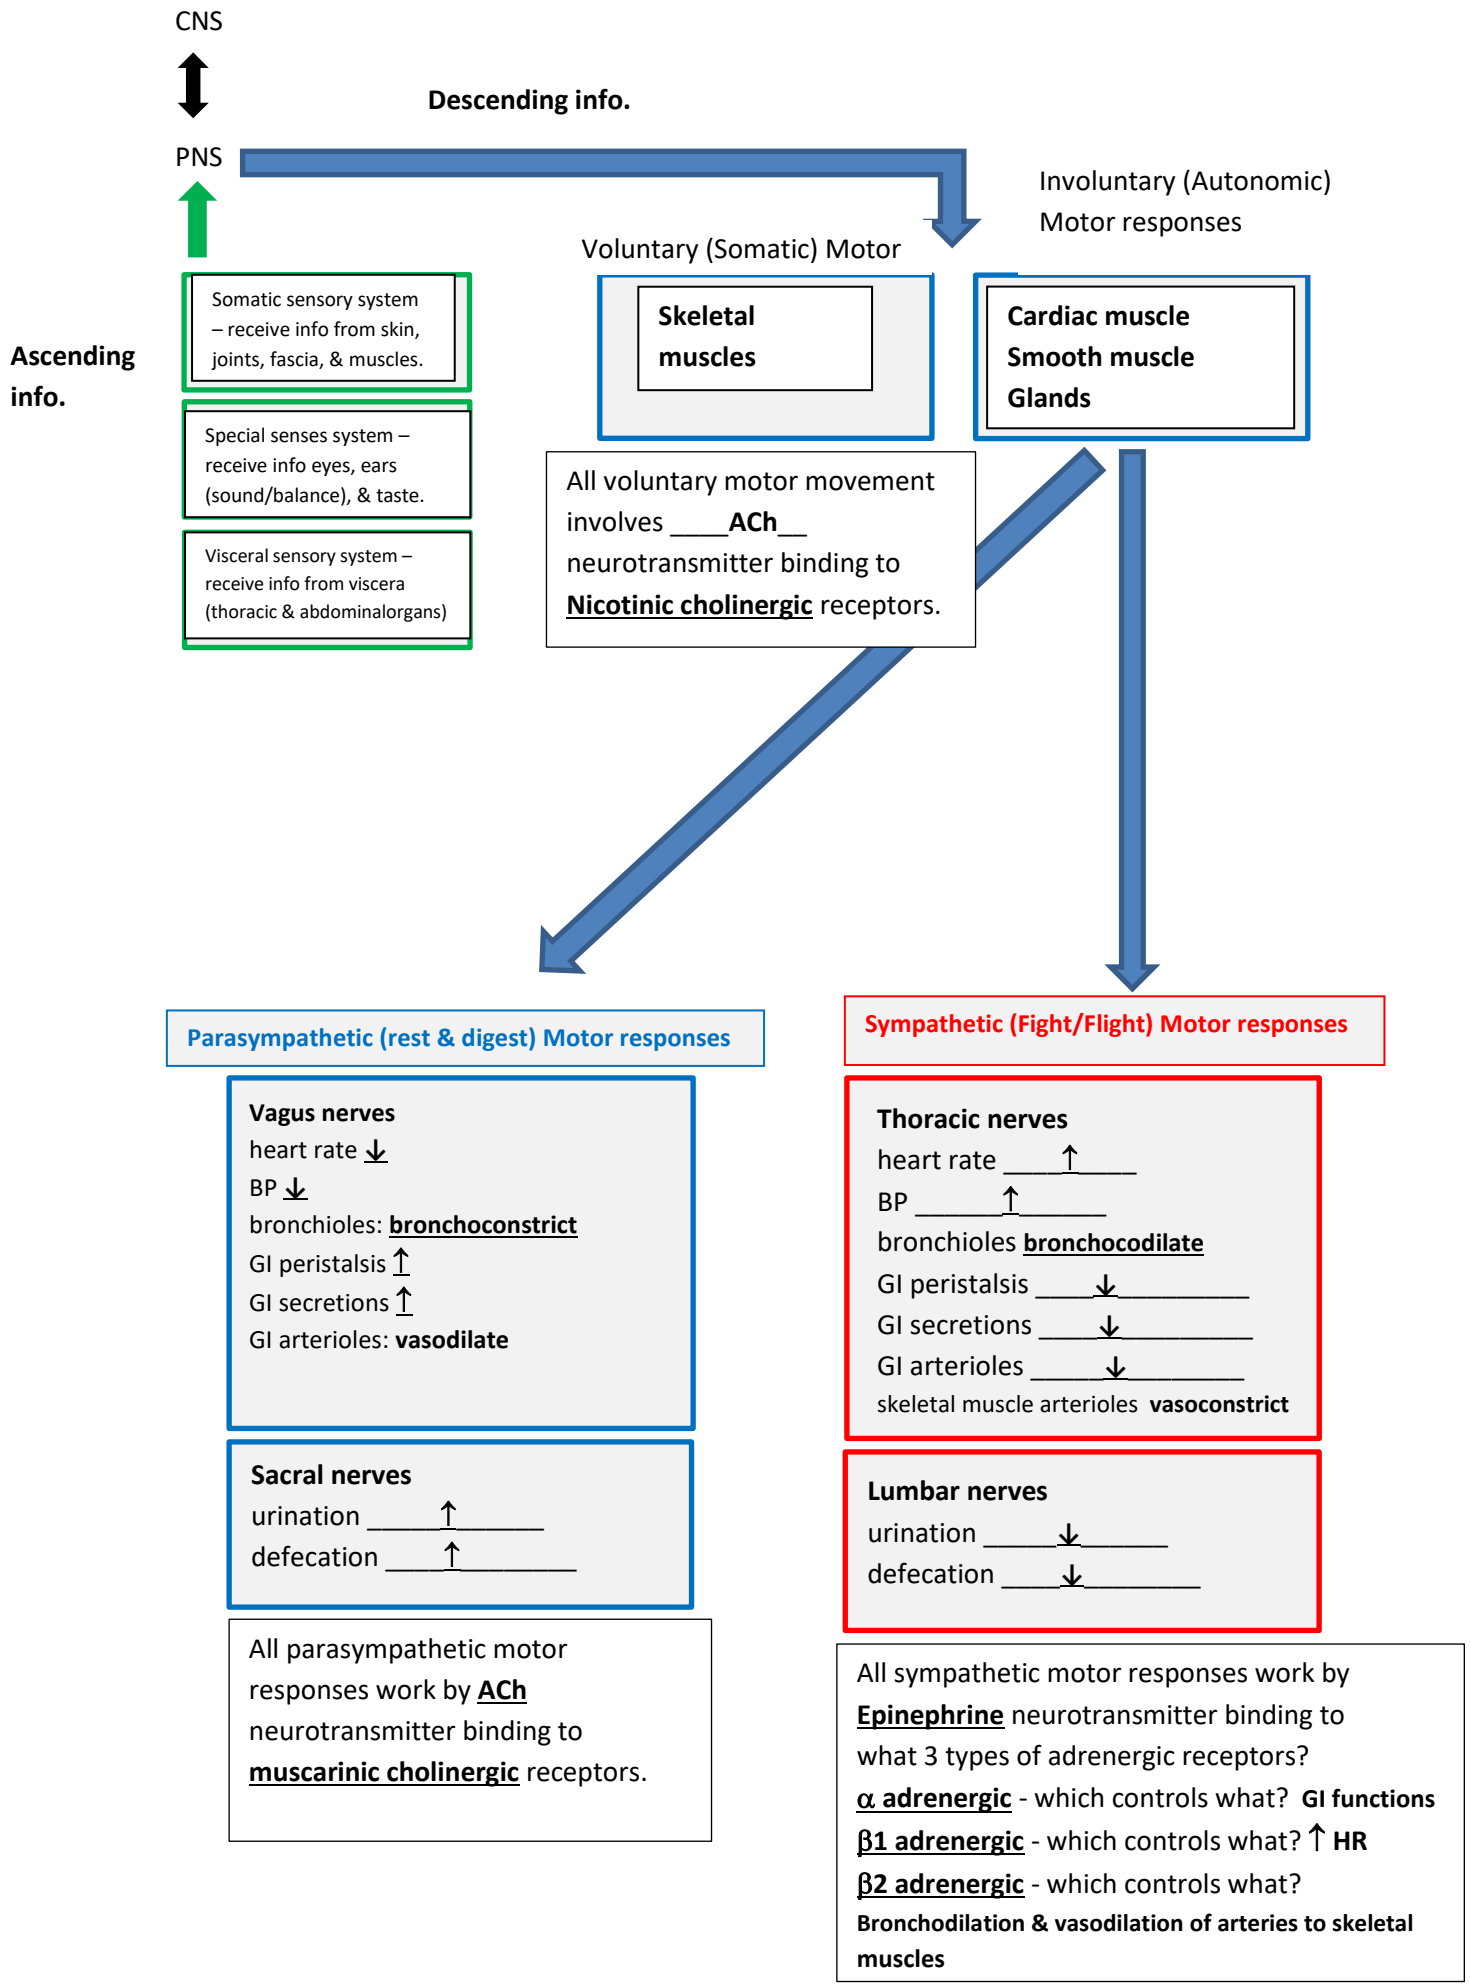 CNS
Descending info.
PNS
Involuntary (Autonomic)
Motor responses
Voluntary (Somatic) Motor
Ascending
info.
Somatic sensory system
– receive info from skin,
joints, fascia, & muscles.
Special senses system –
receive info eyes, ears
(sound/balance), & taste.
Visceral sensory system –
receive info from viscera
(thoracic & abdominalorgans)
Skeletal
muscles
Cardiac muscle
Smooth muscle
Glands
All voluntary motor movement
involves ____ACh__
neurotransmitter binding to
Nicotinic cholinergic receptors.
Parasympathetic (rest & digest) Motor responses
Vagus nerves
heart rate ↓
BP ↓
bronchioles: bronchoconstrict
GI peristalsis ↑
GI secretions ↑
GI arterioles: vasodilate
Sacral nerves
urination _____↑______
defecation ____↑________
All parasympathetic motor
responses work by ACh
neurotransmitter binding to
muscarinic cholinergic receptors.
Sympathetic (Fight/Flight) Motor responses
Thoracic nerves
heart rate ____↑____
BP ______↑______
bronchioles bronchocodilate
GI peristalsis ____↓_________
GI secretions ____↓_________
GI arterioles _____↓________
skeletal muscle arterioles vasoconstrict
Lumbar nerves
urination _____↓______
defecation ____↓________
All sympathetic motor responses work by
Epinephrine neurotransmitter binding to
what 3 types of adrenergic receptors?
α adrenergic - which controls what? GI functions
β1 adrenergic - which controls what? ↑ HR
β2 adrenergic - which controls what?
Bronchodilation & vasodilation of arteries to skeletal
muscles